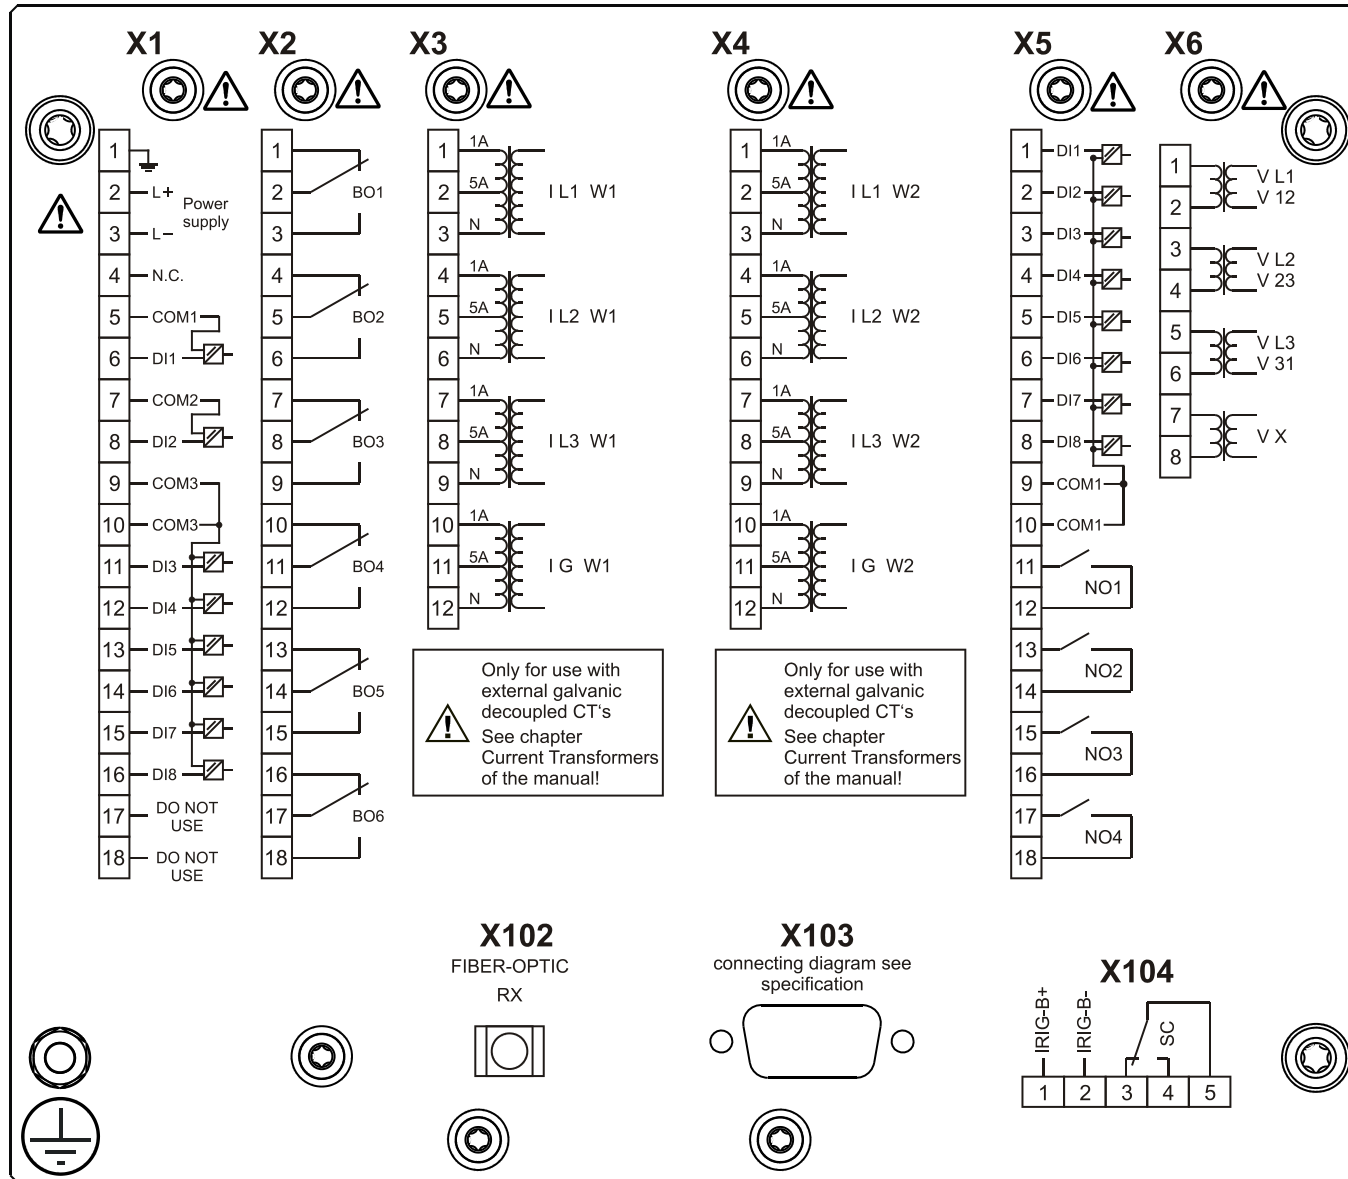 X1
1
2 L+
Power
supply
3 L−
4 N.C.
5 COM1
6 DI1
7 COM2
8 DI2
9 COM3
10 COM3
11 DI3
12 DI4
13 DI5
14 DI6
15 DI7
16 DI8
17 DO NOT
USE
18 DO NOT
USE
X2
1
2 BO1
3
4
5 BO2
6
7
8 BO3
9
10
11 BO4
12
13
14 BO5
15
16
17 BO6
18
X3
1 1A
2 5A I L1 W1
3 N
4 1A
5 5A I L2 W1
6 N
7 1A
8 5A I L3 W1
9 N
10 1A
11 5A I G W1
12 N
Only for use with
external galvanic
decoupled CT‘s
See chapter
Current Transformers
of the manual!
X4
1 1A
2 5A I L1 W2
3 N
4 1A
5 5A I L2 W2
6 N
7 1A
8 5A I L3 W2
9 N
10 1A
11 5A I G W2
12 N
Only for use with
external galvanic
decoupled CT‘s
See chapter
Current Transformers
of the manual!
X5
1 DI1
2 DI2
3 DI3
4 DI4
5 DI5
6 DI6
7 DI7
8 DI8
9 COM1
10 COM1
11
NO1
12
13
NO2
14
15
NO3
16
17
NO4
18
X6
1 V L1
2 V 12
3 V L2
4 V 23
5 V L3
6 V 31
7
V X
8
X102
FIBER-OPTIC
RX
X103
connecting diagram see
specification
X104
IRIG-B+
IRIG-B-
SC
1 2 3 4 5